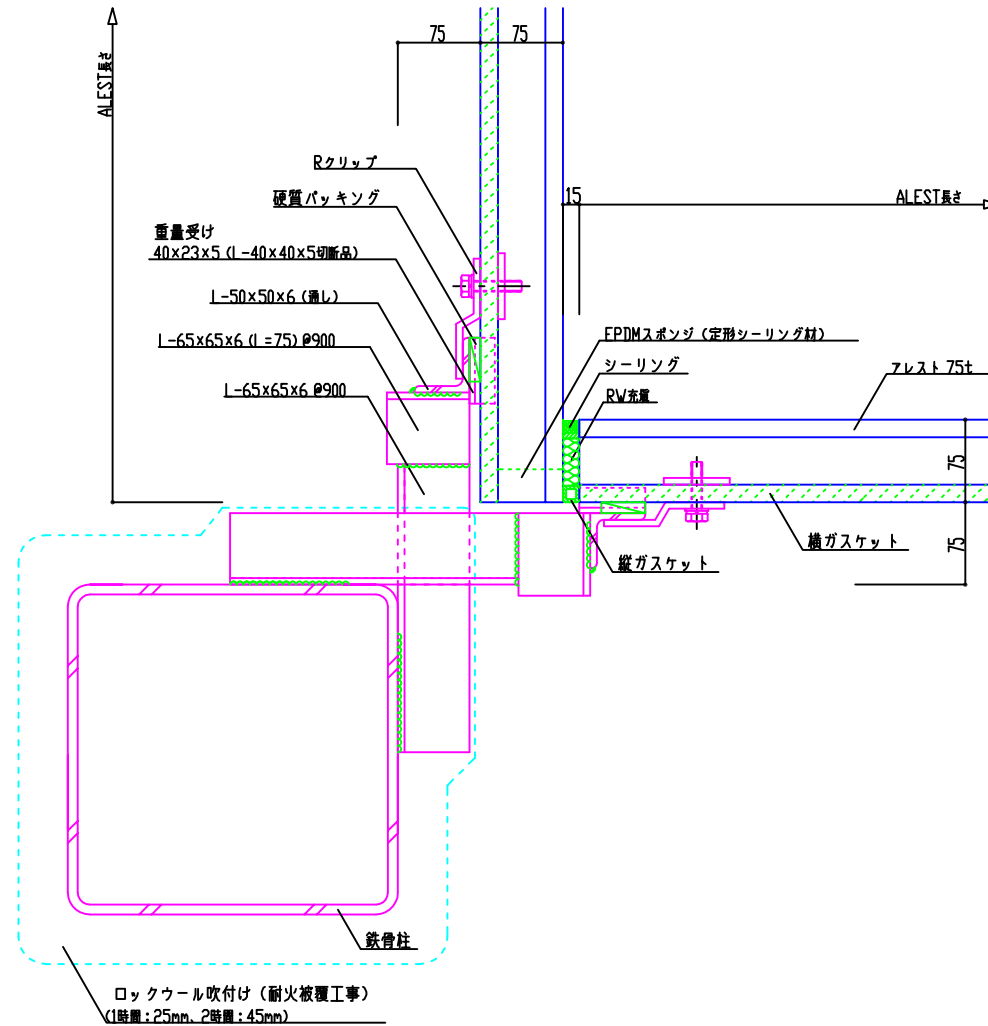 75
75
ALEST長さ
Rクリップ
硬質パッキング
15
ALEST長さ
重量受け
40×23×5 (L-40×40×5切断品)
L-50×50×6 (通し)
L-65×65×6 (L=75) @900
EPDMスポンジ (定形シーリング材)
シーリング
アレスト 75t
L-65×65×6 @900
RW充填
75
横ガスケット
75
縦ガスケット
鉄骨柱
ロックウール吹付け (耐火被覆工事)
(1時間：25mm、2時間：45mm)